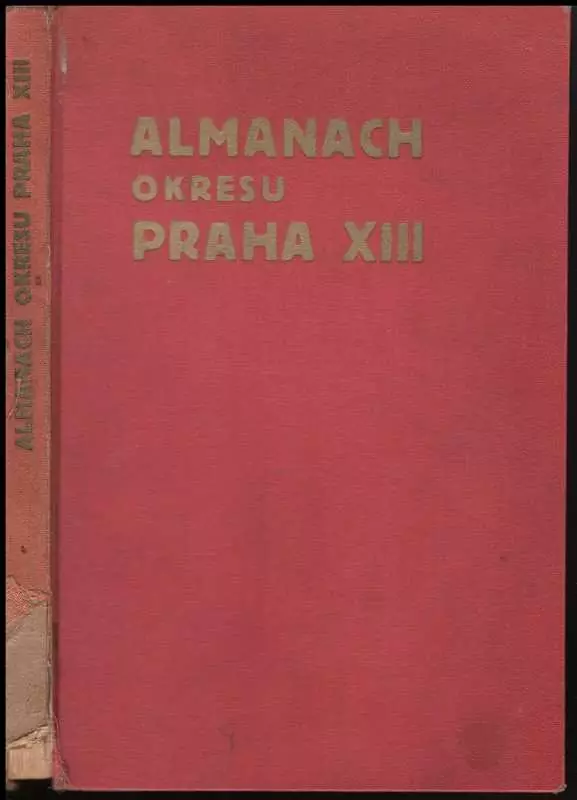 ALMANACH OKRESU PRAHA XIII
ALMANACH
OKRESU
PRAHA XIII